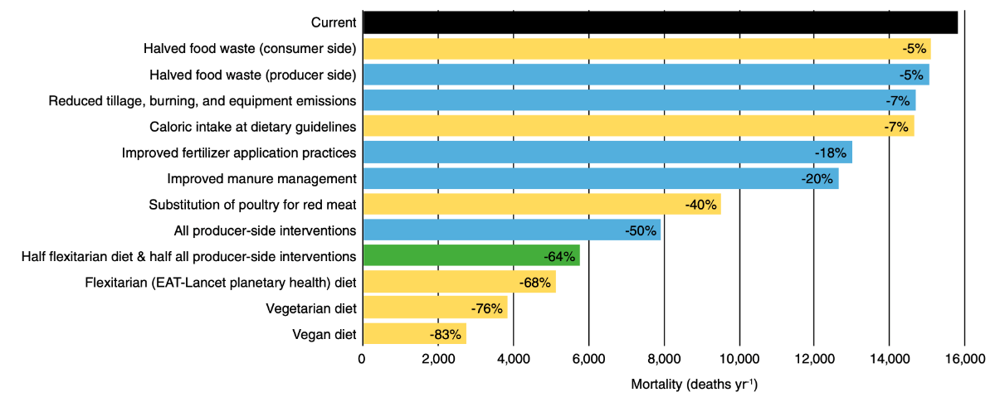 Current
Halved food waste (consumer side) -5%
Halved food waste (producer side) -5%
Reduced tillage, burning, and equipment emissions -7%
Caloric intake at dietary guidelines -7%
Improved fertilizer application practices -18%
Improved manure management -20%
Substitution of poultry for red meat -40%
All producer-side interventions -50%
Half flexitarian diet & half all producer-side interventions -64%
Flexitarian (EAT-Lancet planetary health) diet -68%
Vegetarian diet -76%
Vegan diet -83%
0 2,000 4,000 6,000 8,000 10,000 12,000 14,000 16,000
Mortality (deaths yr⁻¹)